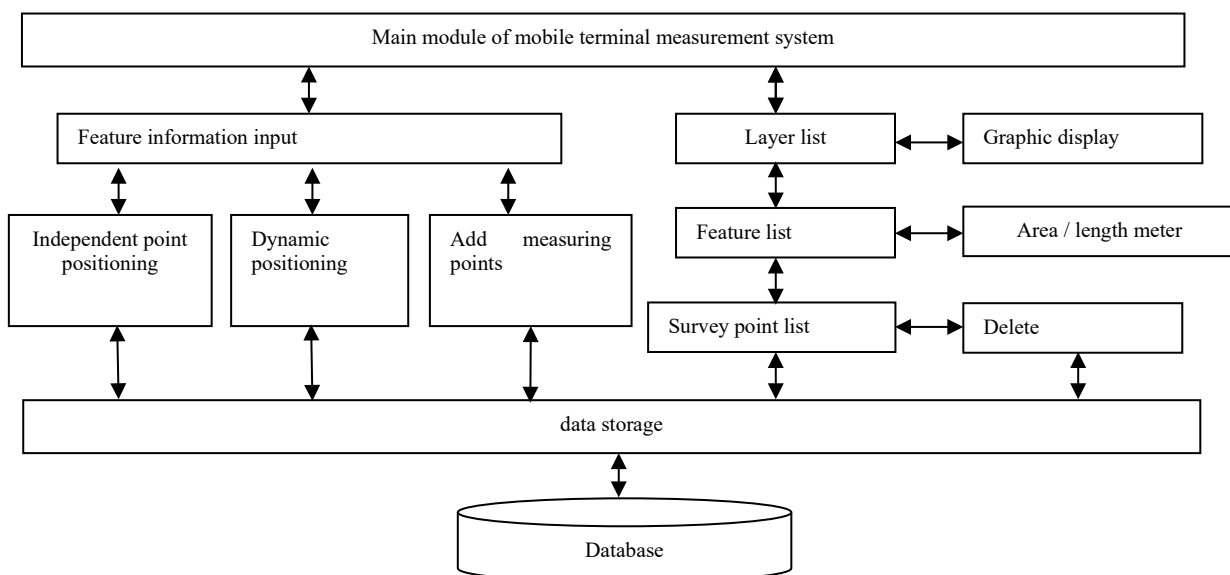 Main module of mobile terminal measurement system
Feature information input
Layer list
Graphic display
Independent point
positioning
Dynamic
positioning
Add measuring
points
Feature list
Area / length meter
Survey point list
Delete
data storage
Database